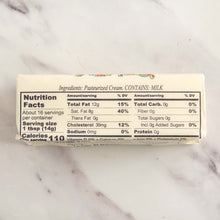 Ingredients: Pasteurized Cream. CONTAINS: MILK
Nutrition Facts
About 16 servings per container
Serving size 1 tbsp (14g)
Calories 110
Amount/serving % DV
Total Fat 12g 15%
Sat. Fat 8g 40%
Trans Fat 0g
Cholesterol 36mg 12%
Sodium 0mg 0%
Amount/serving % DV
Total Carb. 0g 0%
Fiber 0g 0%
Total Sugars 0g
Incl 0g Added Sugars 0%
Protein 0g